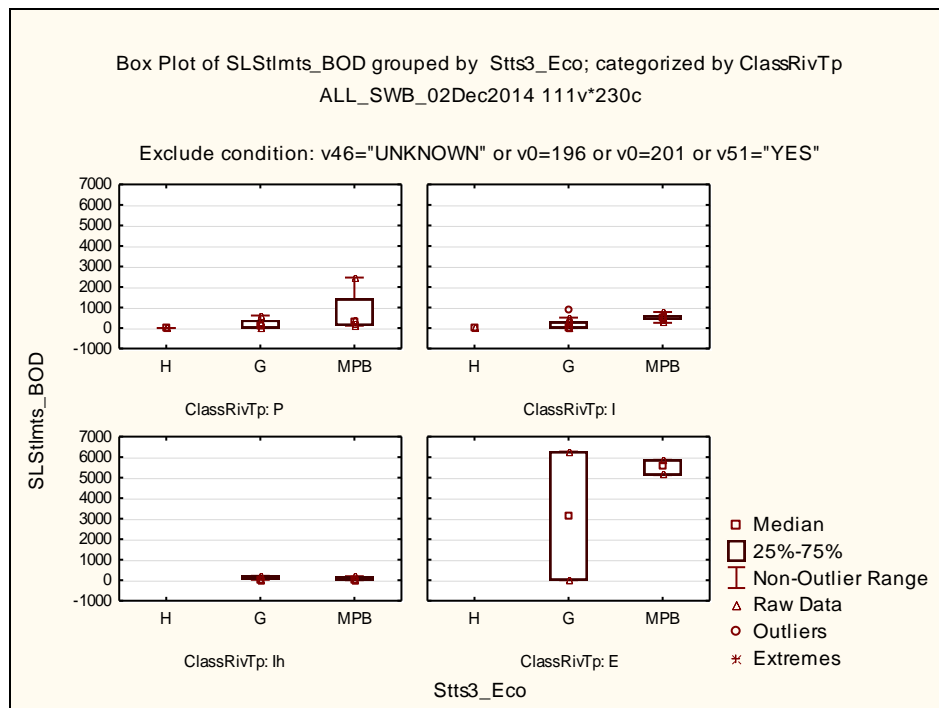 Box Plot of SLStlmts_BOD grouped by  Stts3_Eco; categorized by ClassRivTp
ALL_SWB_02Dec2014 111v*230c
Exclude condition: v46="UNKNOWN" or v0=196 or v0=201 or v51="YES"
SLStlmts_BOD
7000
6000
5000
4000
3000
2000
1000
0
-1000
H G MPB
ClassRivTp: P
H G MPB
ClassRivTp: I
7000
6000
5000
4000
3000
2000
1000
0
-1000
H G MPB
ClassRivTp: Ih
H G MPB
ClassRivTp: E
Stts3_Eco
Median
25%-75%
Non-Outlier Range
Raw Data
Outliers
Extremes